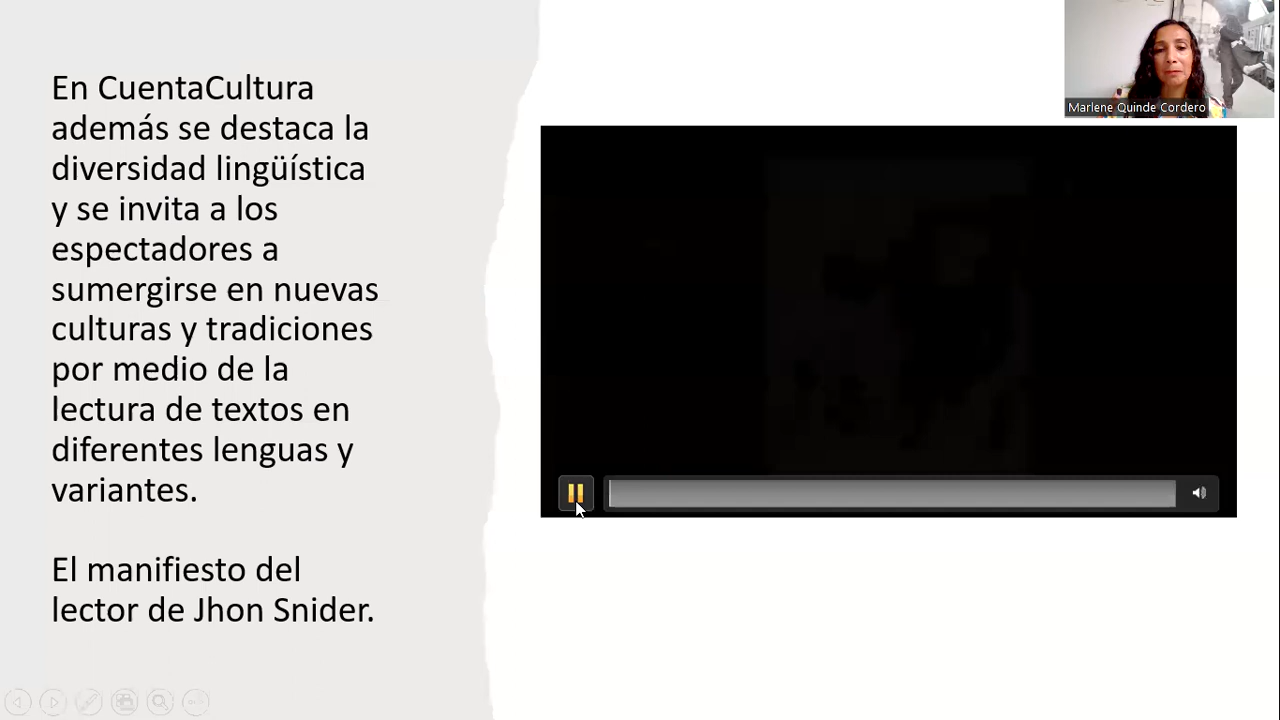 En CuentaCultura
además se destaca la
diversidad lingüística
y se invita a los
espectadores a
sumergirse en nuevas
culturas y tradiciones
por medio de la
lectura de textos en
diferentes lenguas y
variantes.
El manifiesto del
lector de Jhon Snider.
Marlene Quinde Cordero